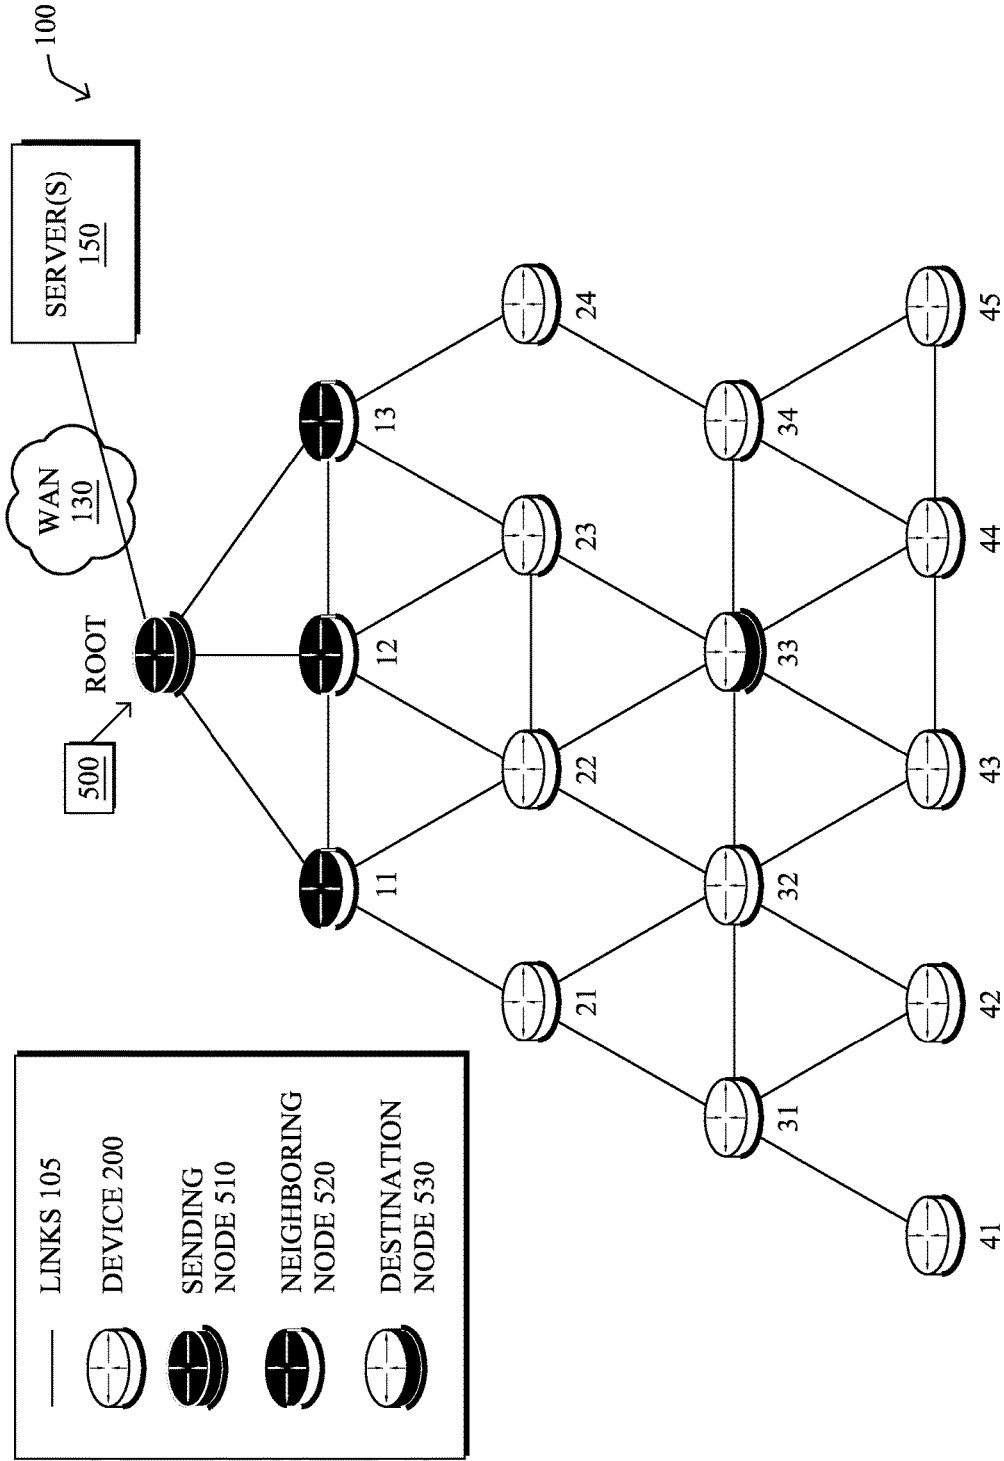 100
SERVER(S)
150
WAN
130
ROOT
500
11
12
13
21
22
23
24
31
32
33
34
41
42
43
44
45
LINKS 105
DEVICE 200
SENDING
NODE 510
NEIGHBORING
NODE 520
DESTINATION
NODE 530